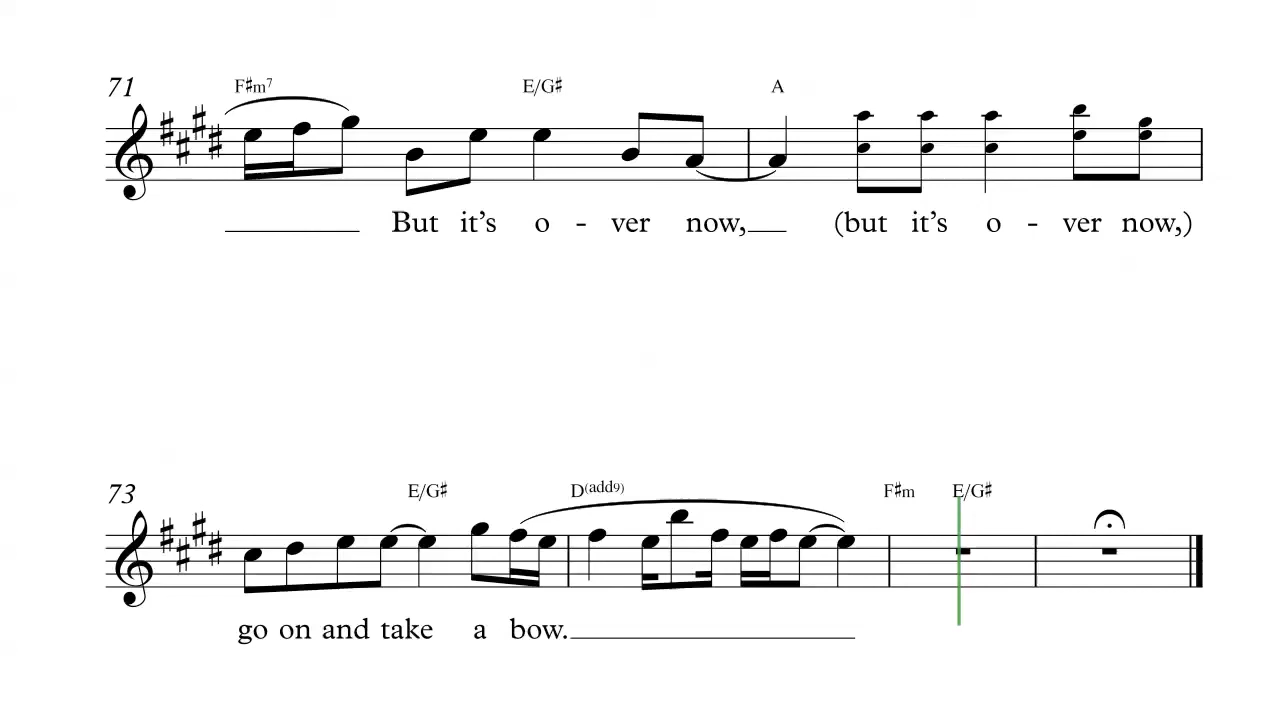 71 F♯m7 E/G♯ A
But it's o - ver now, (but it's o - ver now,)
73 E/G♯ D(add9) F♯m E/G♯
go on and take a bow.